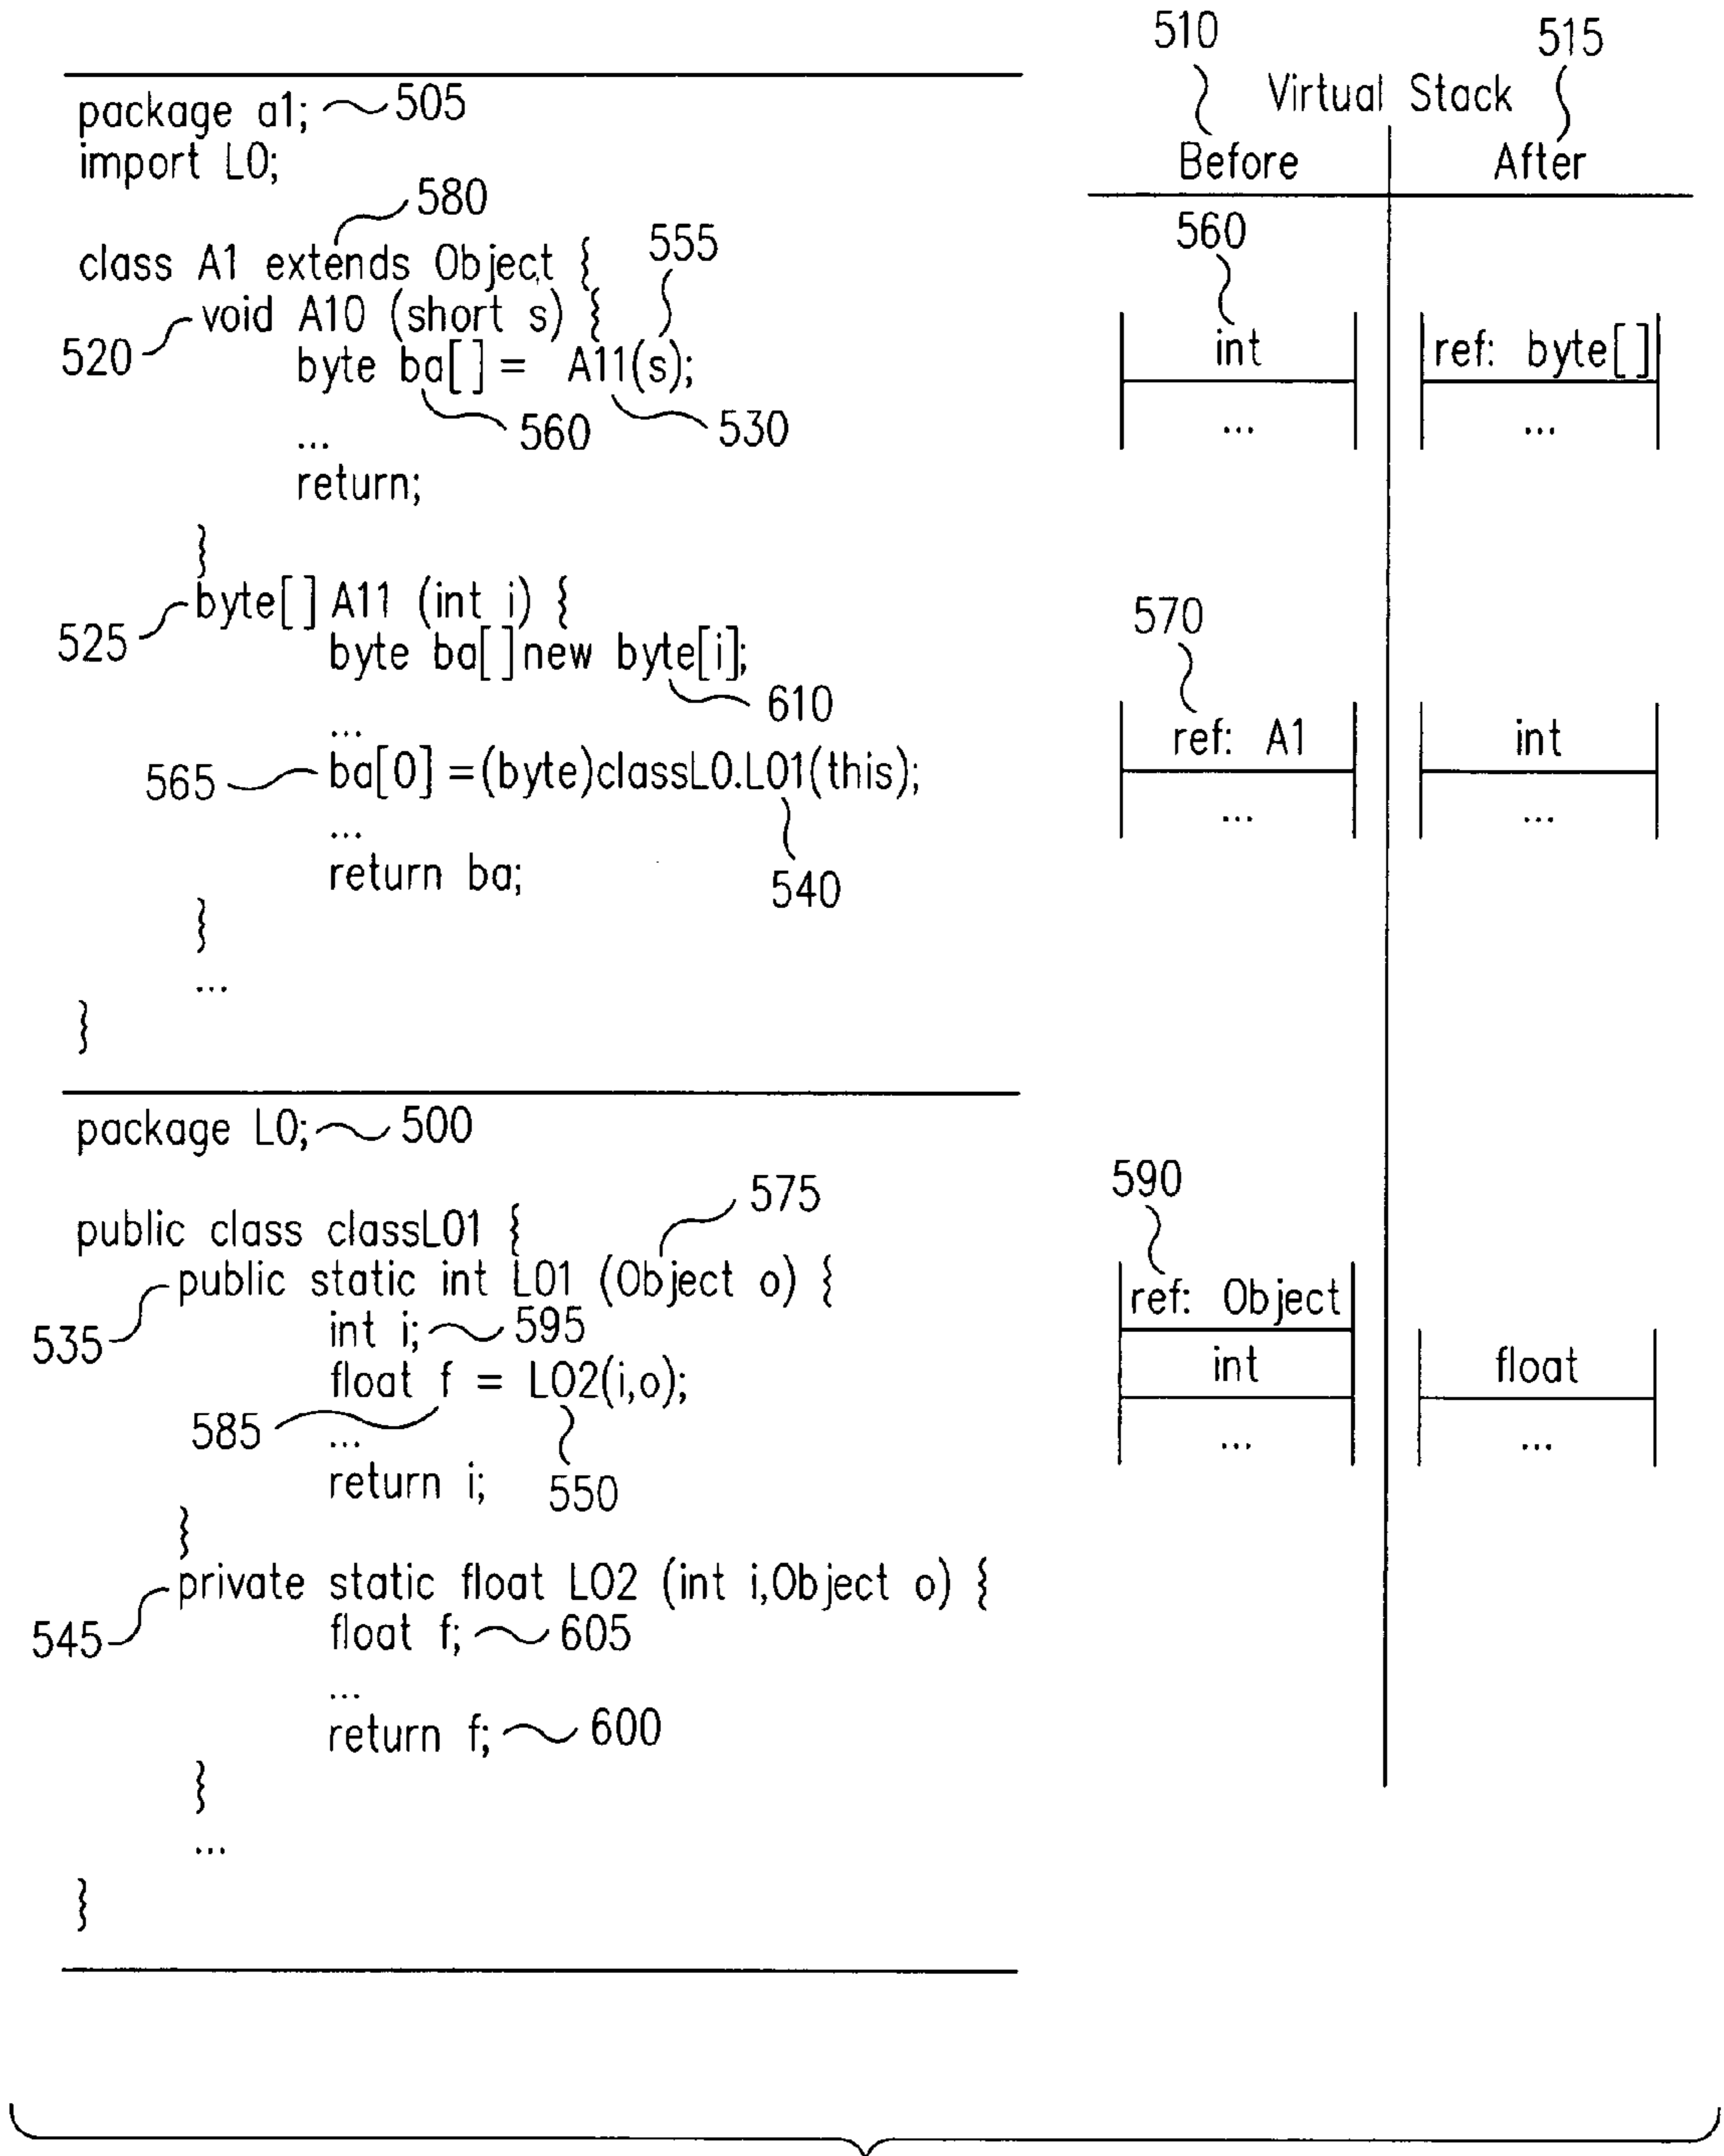 510 515
Virtual Stack
Before After
package a1; 505
import L0;
580
class A1 extends Object { 555
520 void A10 (short s) {
byte ba[] = A11(s);
560 530
...
return;
}
560
int ref: byte[]
... ...
525 byte[] A11 (int i) {
byte ba[]new byte[i];
610
...
565 ba[0] =(byte)classL0.L01(this);
...
540
return ba;
}
...
}
570
ref: A1 int
... ...
package L0; 500
575
public class classL01 {
535 public static int L01 (Object o) {
int i; 595
float f = L02(i,o);
585 ...
550
return i;
}
590
ref: Object
int float
... ...
545 private static float L02 (int i,Object o) {
float f; 605
...
return f; 600
}
...
}